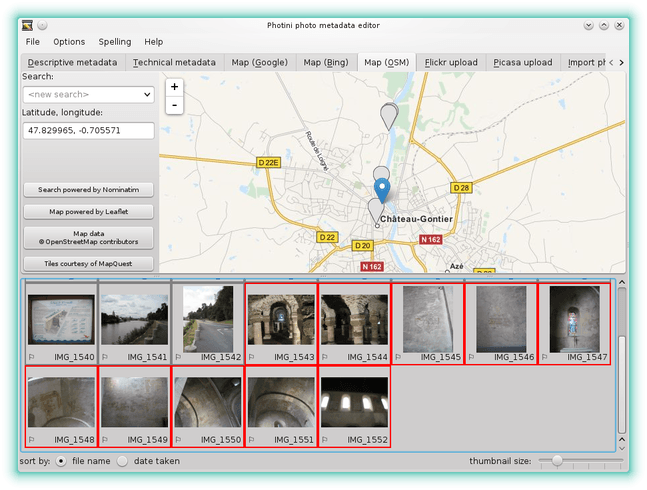 Photini photo metadata editor
File Options Spelling Help
Descriptive metadata Technical metadata Map (Google) Map (Bing) Map (OSM) Flickr upload Picasa upload Import ph
Search:
<new search>
Latitude, longitude:
47.829965, -0.705571
Search powered by Nominatim
Map powered by Leaflet
Map data
©OpenStreetMap contributors
Tiles courtesy of MapQuest
+
-
Route de Loigné
D 22E
D 28
Château-Gontier
D 22
D 20
N 162
N 162
Azé
IMG_1540 IMG_1541 IMG_1542 IMG_1543 IMG_1544 IMG_1545 IMG_1546 IMG_1547
IMG_1548 IMG_1549 IMG_1550 IMG_1551 IMG_1552
sort by: file name date taken thumbnail size: